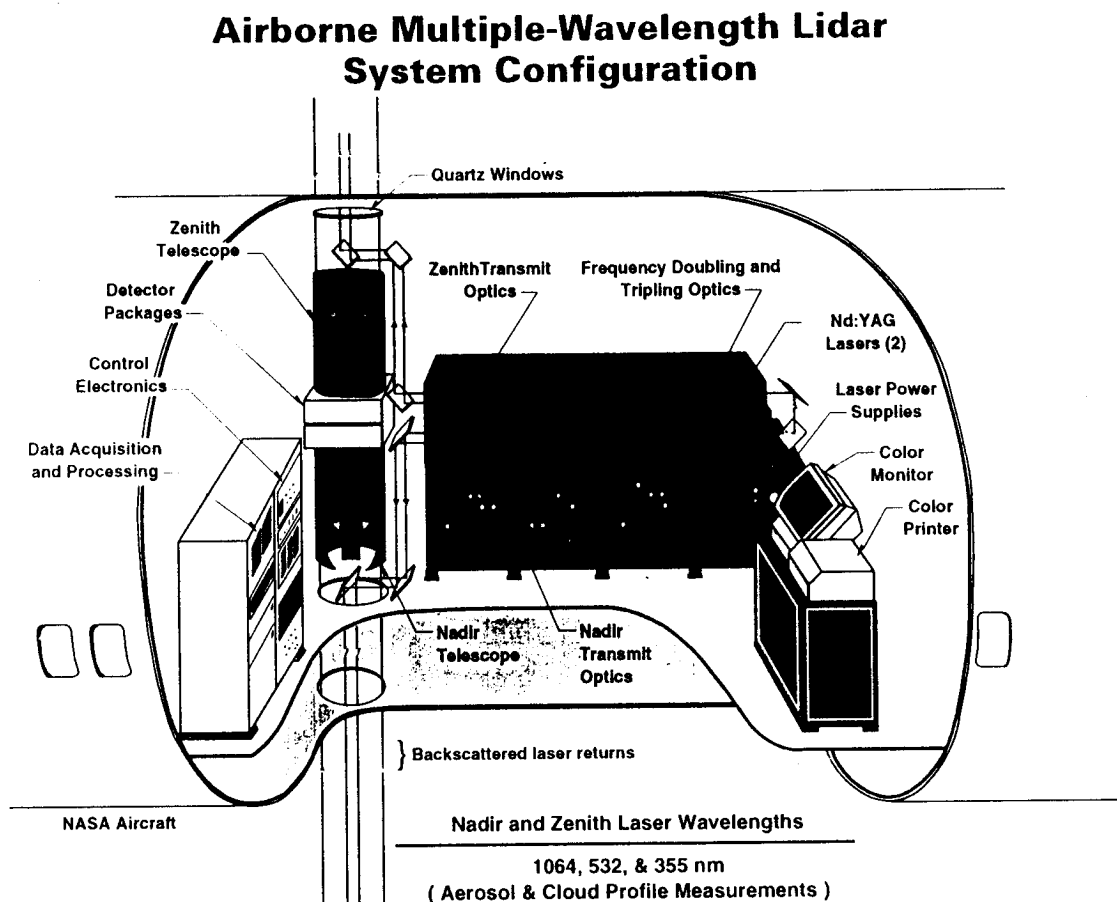 Airborne Multiple-Wavelength Lidar
System Configuration
Quartz Windows
Zenith
Telescope
ZenithTransmit
Optics
Frequency Doubling and
Tripling Optics
Detector
Packages
Nd:YAG
Lasers (2)
Control
Electronics
Laser Power
Supplies
Data Acquisition
and Processing
Color
Monitor
Color
Printer
Nadir
Telescope
Nadir
Transmit
Optics
} Backscattered laser returns
NASA Aircraft
Nadir and Zenith Laser Wavelengths
1064, 532, & 355 nm
( Aerosol & Cloud Profile Measurements )